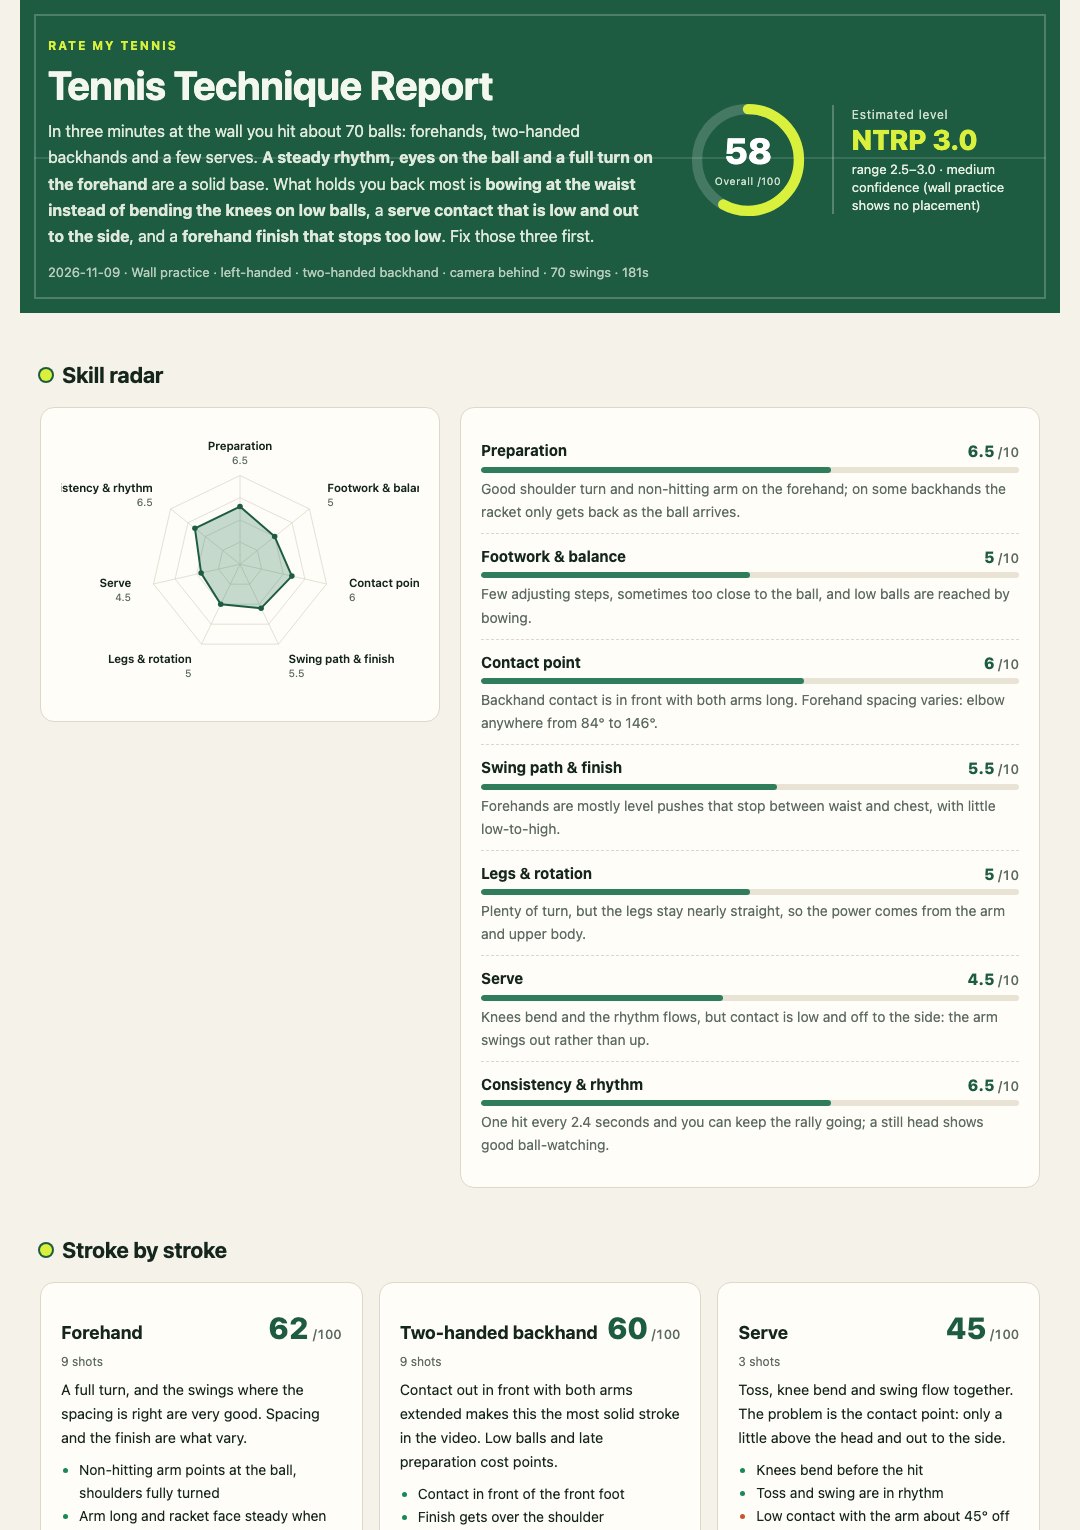 RATE MY TENNIS
Tennis Technique Report
In three minutes at the wall you hit about 70 balls: forehands, two-handed
backhands and a few serves. A steady rhythm, eyes on the ball and a full turn on
the forehand are a solid base. What holds you back most is bowing at the waist
instead of bending the knees on low balls, a serve contact that is low and out
to the side, and a forehand finish that stops too low. Fix those three first.
2026-11-09 · Wall practice · left-handed · two-handed backhand · camera behind · 70 swings · 181s
58
Overall /100
Estimated level
NTRP 3.0
range 2.5–3.0 · medium
confidence (wall practice
shows no placement)
Skill radar
Preparation
6.5
istency & rhythm
6.5
Footwork & balar
5
Serve
4.5
Contact poin
6
Legs & rotation
5
Swing path & finish
5.5
Preparation 6.5 /10
Good shoulder turn and non-hitting arm on the forehand; on some backhands the
racket only gets back as the ball arrives.
Footwork & balance 5 /10
Few adjusting steps, sometimes too close to the ball, and low balls are reached by
bowing.
Contact point 6 /10
Backhand contact is in front with both arms long. Forehand spacing varies: elbow
anywhere from 84° to 146°.
Swing path & finish 5.5 /10
Forehands are mostly level pushes that stop between waist and chest, with little
low-to-high.
Legs & rotation 5 /10
Plenty of turn, but the legs stay nearly straight, so the power comes from the arm
and upper body.
Serve 4.5 /10
Knees bend and the rhythm flows, but contact is low and off to the side: the arm
swings out rather than up.
Consistency & rhythm 6.5 /10
One hit every 2.4 seconds and you can keep the rally going; a still head shows
good ball-watching.
Stroke by stroke
Forehand 62 /100
9 shots
A full turn, and the swings where the
spacing is right are very good. Spacing
and the finish are what vary.
• Non-hitting arm points at the ball,
shoulders fully turned
• Arm long and racket face steady when
Two-handed backhand 60 /100
9 shots
Contact out in front with both arms
extended makes this the most solid stroke
in the video. Low balls and late
preparation cost points.
• Contact in front of the front foot
• Finish gets over the shoulder
Serve 45 /100
3 shots
Toss, knee bend and swing flow together.
The problem is the contact point: only a
little above the head and out to the side.
• Knees bend before the hit
• Toss and swing are in rhythm
• Low contact with the arm about 45° off